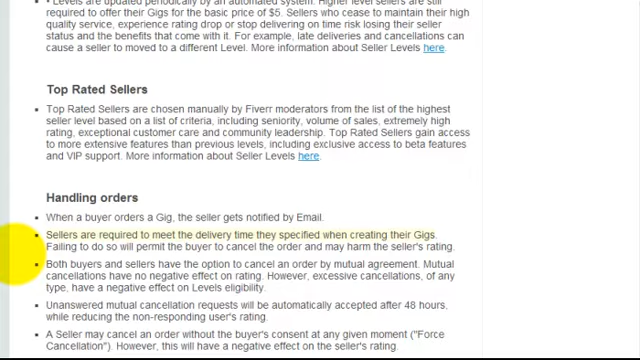 • Levels are updated periodically by an automated system. Higher level sellers are still
required to offer their Gigs for the basic price of $5. Sellers who cease to maintain their high
quality service, experience rating drop or stop delivering on time risk losing their seller
status and the benefits that come with it. For example, late deliveries and cancellations can
cause a seller to moved to a different Level. More information about Seller Levels here.
Top Rated Sellers
Top Rated Sellers are chosen manually by Fiverr moderators from the list of the highest
seller level based on a list of criteria, including seniority, volume of sales, extremely high
rating, exceptional customer care and community leadership. Top Rated Sellers gain access
to more extensive features than previous levels, including exclusive access to beta features
and VIP support. More information about Seller Levels here.
Handling orders
When a buyer orders a Gig, the seller gets notified by Email.
Sellers are required to meet the delivery time they specified when creating their Gigs.
Failing to do so will permit the buyer to cancel the order and may harm the seller's rating.
Both buyers and sellers have the option to cancel an order by mutual agreement. Mutual
cancellations have no negative effect on rating. However, excessive cancellations, of any
type, have a negative effect on Levels eligibility.
Unanswered mutual cancellation requests will be automatically accepted after 48 hours,
while reducing the non-responding user's rating.
A Seller may cancel an order without the buyer's consent at any given moment ("Force
Cancellation"). However, this will have a negative effect on the seller's rating.